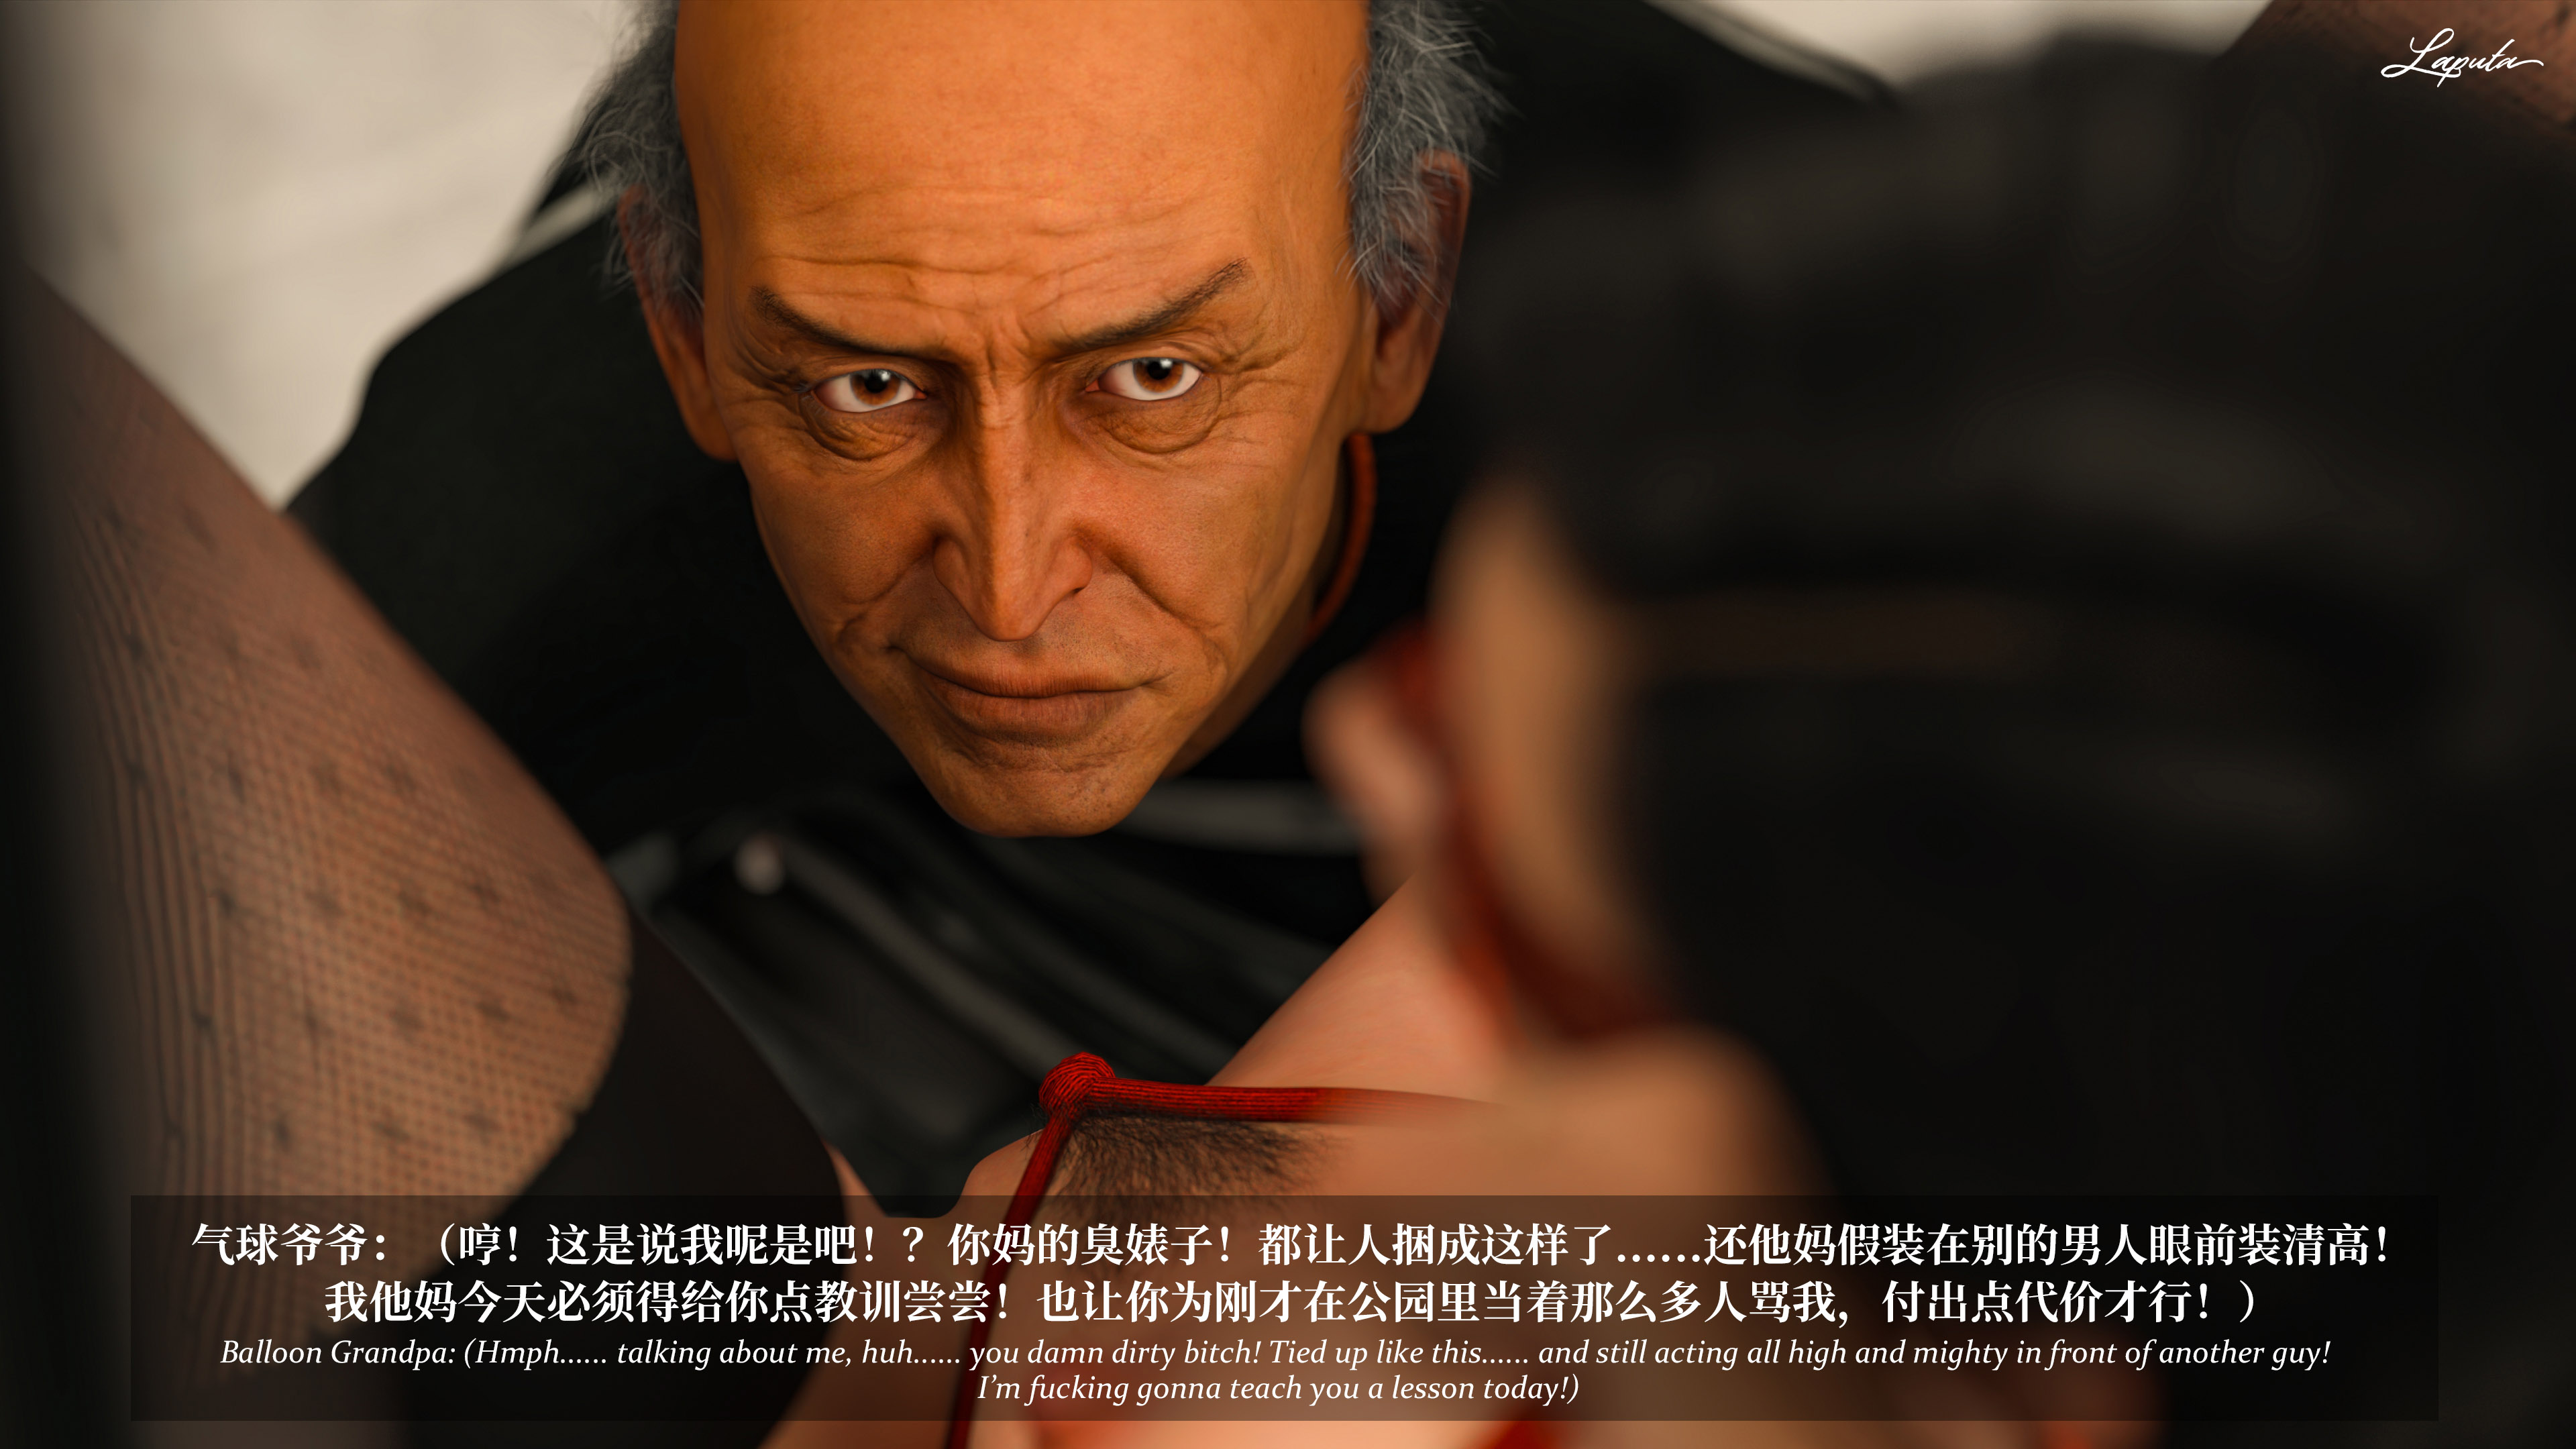 Laputa
气球爷爷：（哼！这是说我呢是吧！？你妈的臭婊子！都让人捆成这样了……还他妈假装在别的男人眼前装清高！
我他妈今天必须得给你点教训尝尝！也让你为刚才在公园里当着那么多人骂我，付出点代价才行！）
Balloon Grandpa: (Hmph...... talking about me, huh...... you damn dirty bitch! Tied up like this...... and still acting all high and mighty in front of another guy!
I'm fucking gonna teach you a lesson today!)